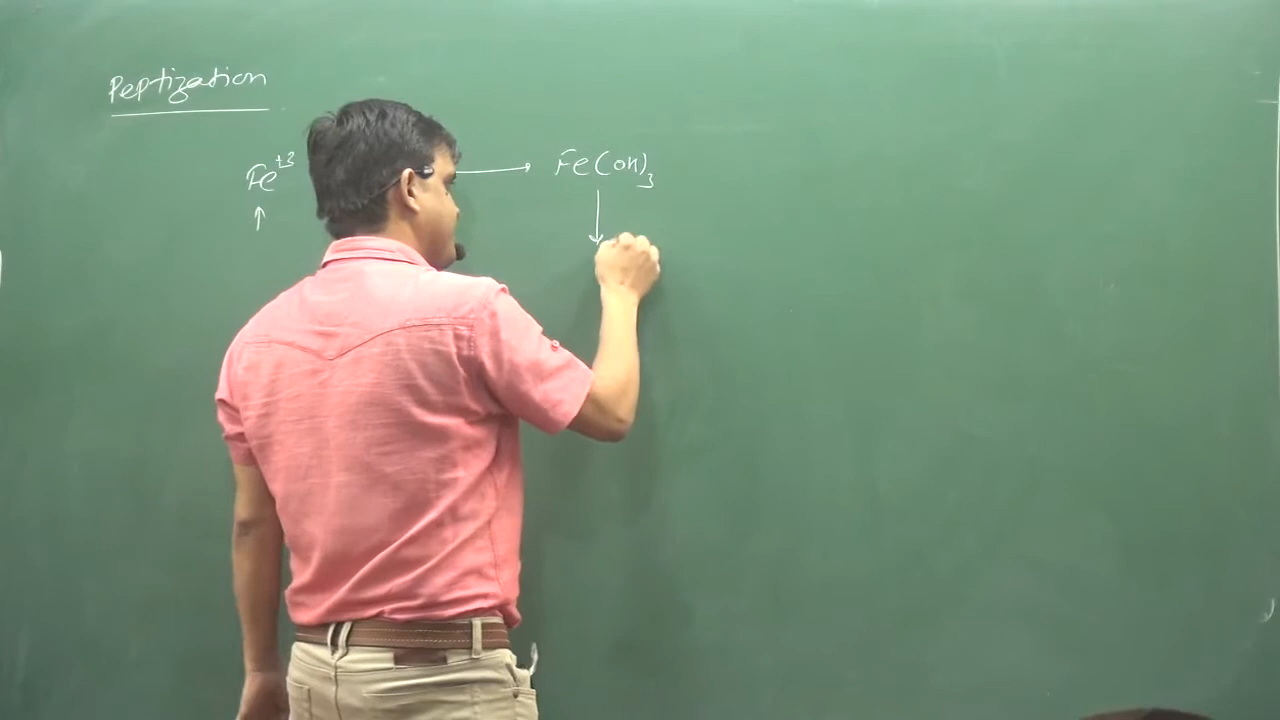 Peptization
Fe+3 → Fe(OH)3
↑ ↓